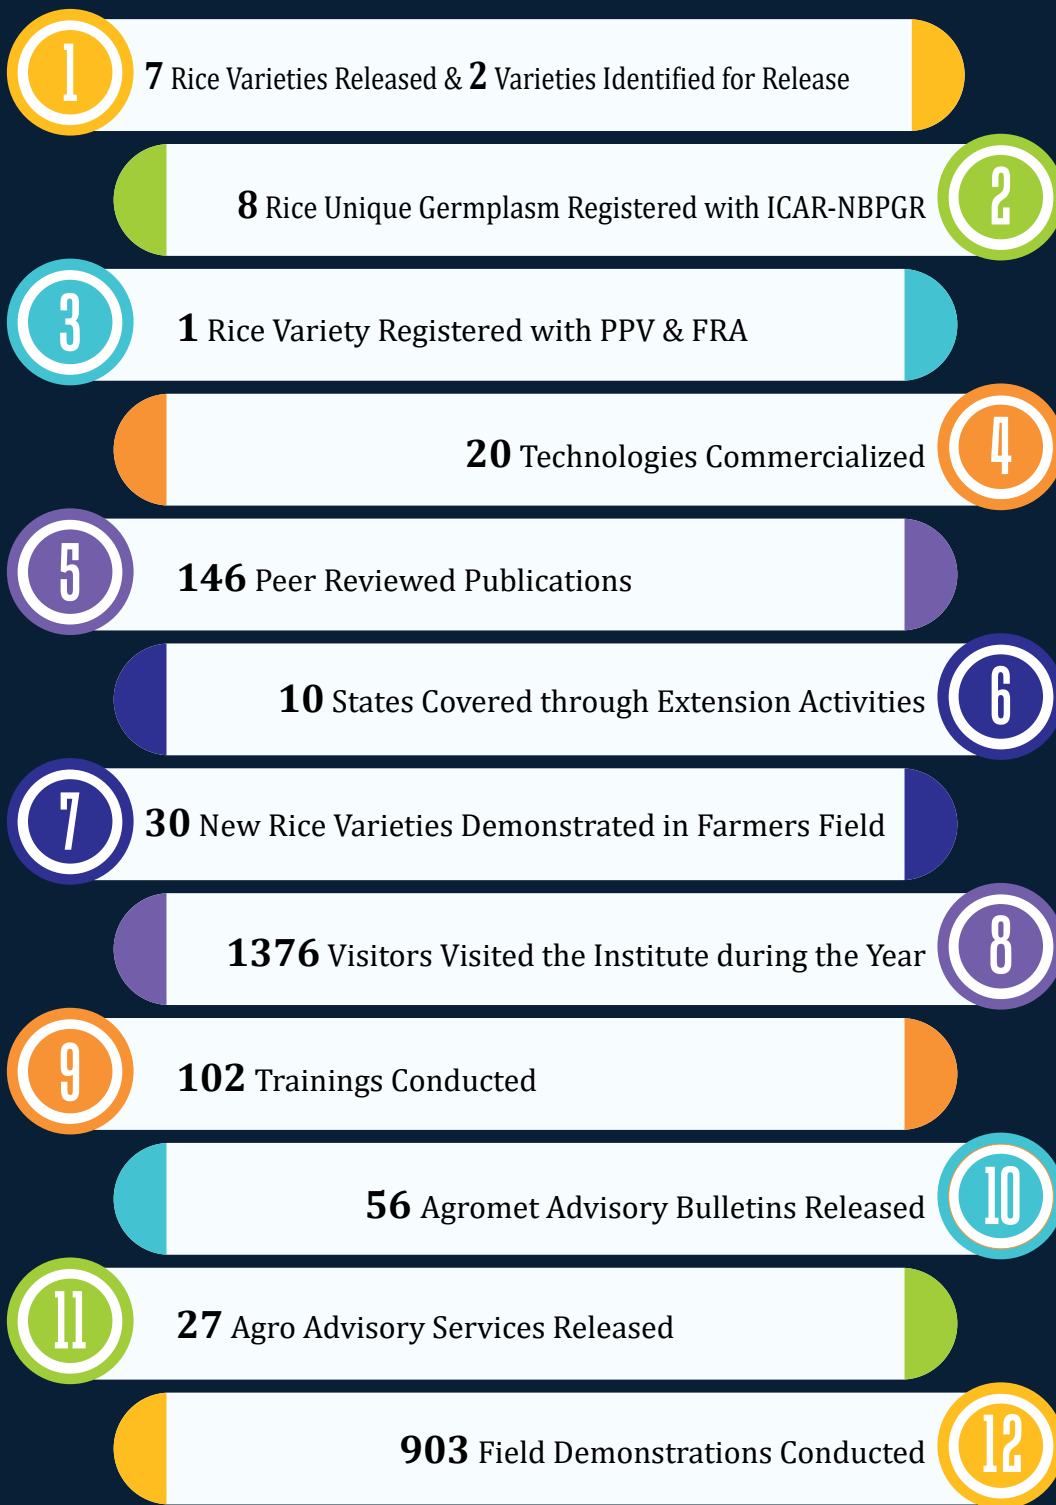 1
7 Rice Varieties Released & 2 Varieties Identified for Release
8 Rice Unique Germplasm Registered with ICAR-NBPGR
2
3
1 Rice Variety Registered with PPV & FRA
20 Technologies Commercialized
4
5
146 Peer Reviewed Publications
10 States Covered through Extension Activities
6
7
30 New Rice Varieties Demonstrated in Farmers Field
1376 Visitors Visited the Institute during the Year
8
9
102 Trainings Conducted
56 Agromet Advisory Bulletins Released
10
11
27 Agro Advisory Services Released
903 Field Demonstrations Conducted
12